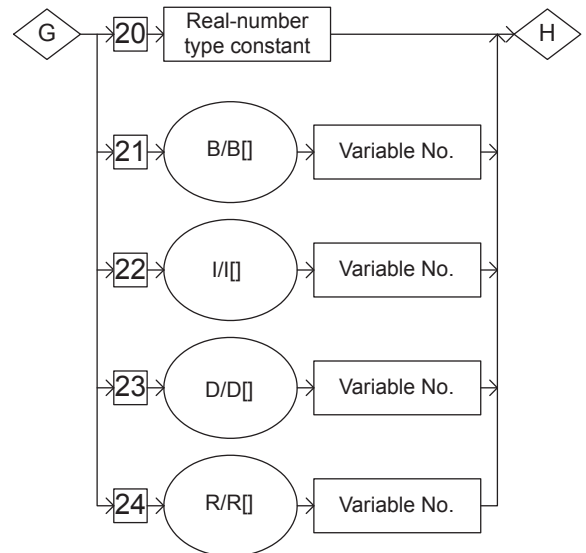 G
20
Real-number
type constant
H
21
B/B[]
Variable No.
22
I/I[]
Variable No.
23
D/D[]
Variable No.
24
R/R[]
Variable No.